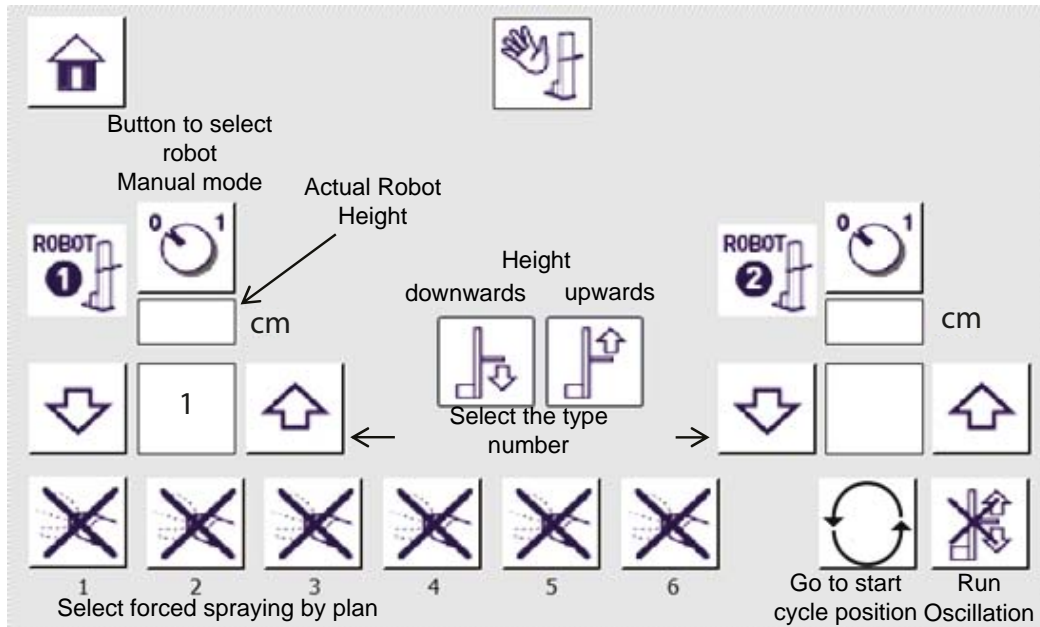 Button to select
robot
Manual mode
Actual Robot
Height
0 1
ROBOT
1
cm
Height
downwards upwards
0 1
ROBOT
2
cm
1
Select the type
number
1 2 3 4 5 6
Select forced spraying by plan
Go to start
cycle position
Run
Oscillation